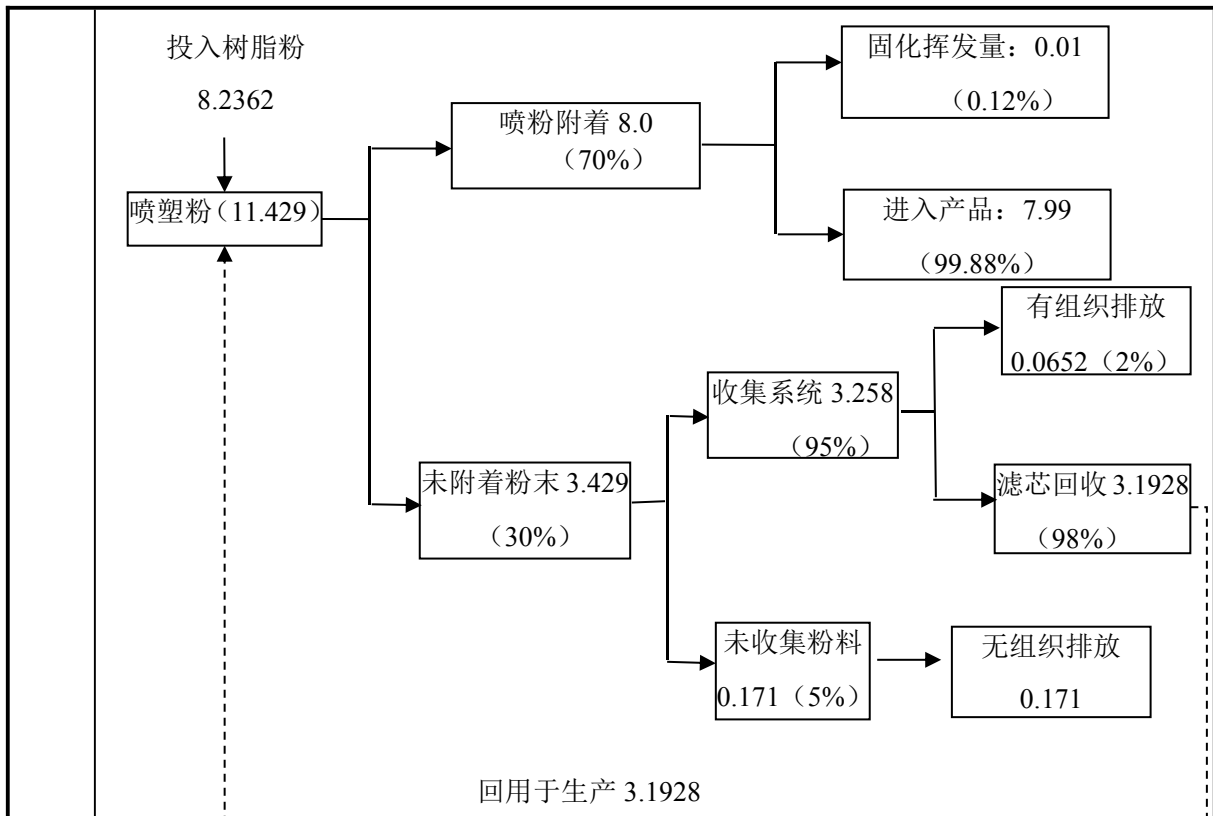 投入树脂粉
8.2362
喷塑粉（11.429）
喷粉附着 8.0
（70%）
固化挥发量：0.01
（0.12%）
进入产品：7.99
（99.88%）
未附着粉末 3.429
（30%）
收集系统 3.258
（95%）
有组织排放
0.0652（2%）
滤芯回收 3.1928
（98%）
未收集粉料
0.171（5%）
无组织排放
0.171
回用于生产 3.1928